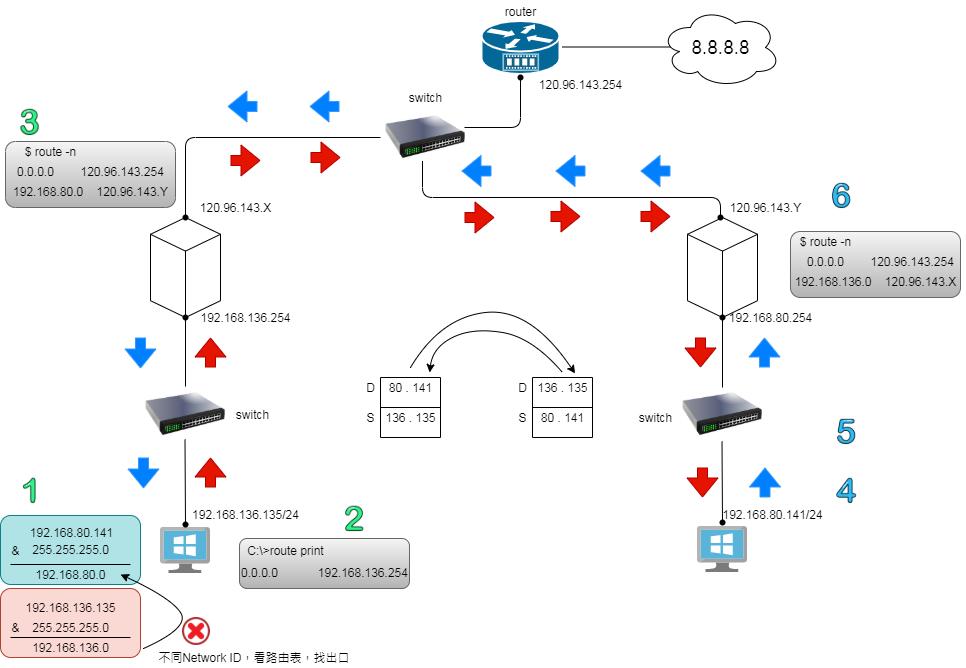 router
8.8.8.8
120.96.143.254
switch
3
$ route -n
0.0.0.0 120.96.143.254
192.168.80.0 120.96.143.Y
120.96.143.X
120.96.143.Y
6
$ route -n
0.0.0.0 120.96.143.254
192.168.136.0 120.96.143.X
192.168.136.254
192.168.80.254
D 80 . 141
S 136 . 135
D 136 . 135
S 80 . 141
switch
switch
5
4
1
192.168.80.141
& 255.255.255.0
192.168.80.0
192.168.136.135
& 255.255.255.0
192.168.136.0
192.168.136.135/24
2
C:\>route print
0.0.0.0 192.168.136.254
192.168.80.141/24
不同Network ID，看路由表，找出口